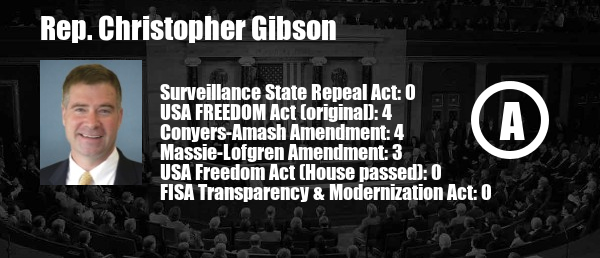 Rep. Christopher Gibson
Surveillance State Repeal Act: 0
USA FREEDOM Act (original): 4
Conyers-Amash Amendment: 4
Massie-Lofgren Amendment: 3
USA Freedom Act (House passed): 0
FISA Transparency & Modernization Act: 0
A